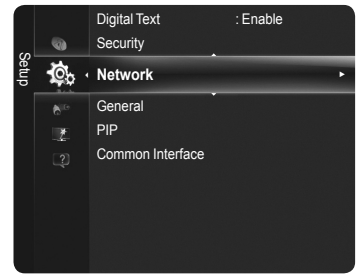 Setup
Digital Text : Enable
Security
Network
General
PIP
Common Interface